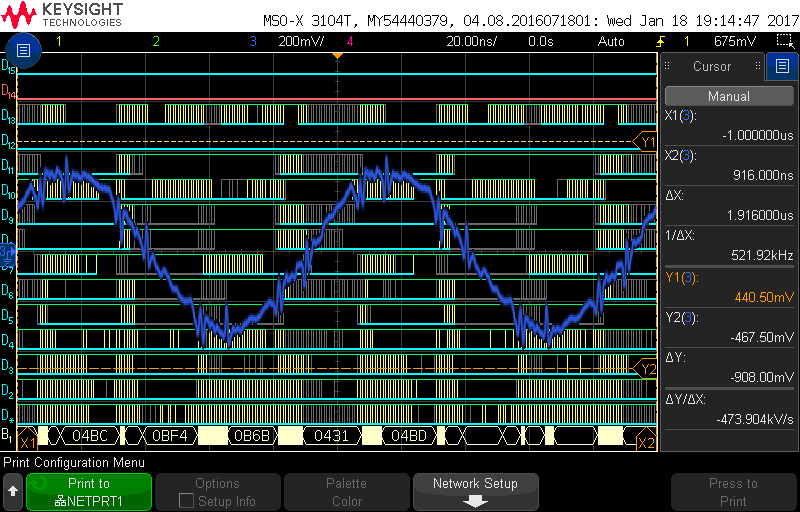 KEYSIGHT
TECHNOLOGIES
MSO-X 3104T, MY54440379, 04.08.2016071801: Wed Jan 18 19:14:47 2017
1 2 3 200mV/ 4 20.00ns/ 0.0s Auto 1 675mV
D15
D14
D13
D12 Y1
D11
D10
D9
3
D6
D5
D4
D3 Y2
D2
B1 X1 04BC 0BF4 0B6B 0431 04BD X2
Cursor
Manual
X1(3):
-1.000000us
X2(3):
916.000ns
ΔX:
1.916000us
1/ΔX:
521.92kHz
Y1(3):
440.50mV
Y2(3):
-467.50mV
ΔY:
-908.00mV
ΔY/ΔX:
-473.904kV/s
Print Configuration Menu
Print to
NETPRT1
Options
Setup Info
Palette
Color
Network Setup
Press to
Print